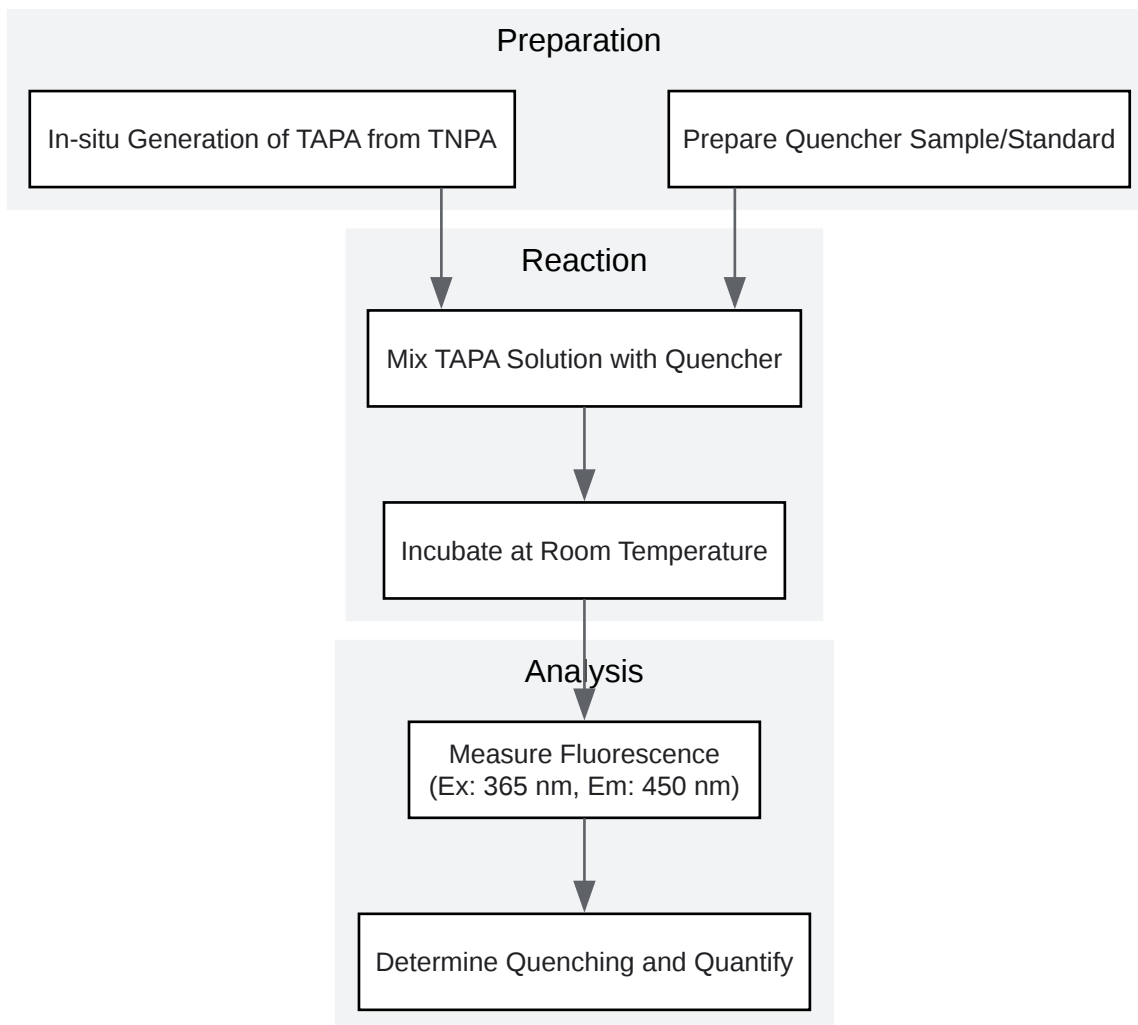 Preparation
In-situ Generation of TAPA from TNPA
Prepare Quencher Sample/Standard
Reaction
Mix TAPA Solution with Quencher
Incubate at Room Temperature
Analysis
Measure Fluorescence
(Ex: 365 nm, Em: 450 nm)
Determine Quenching and Quantify